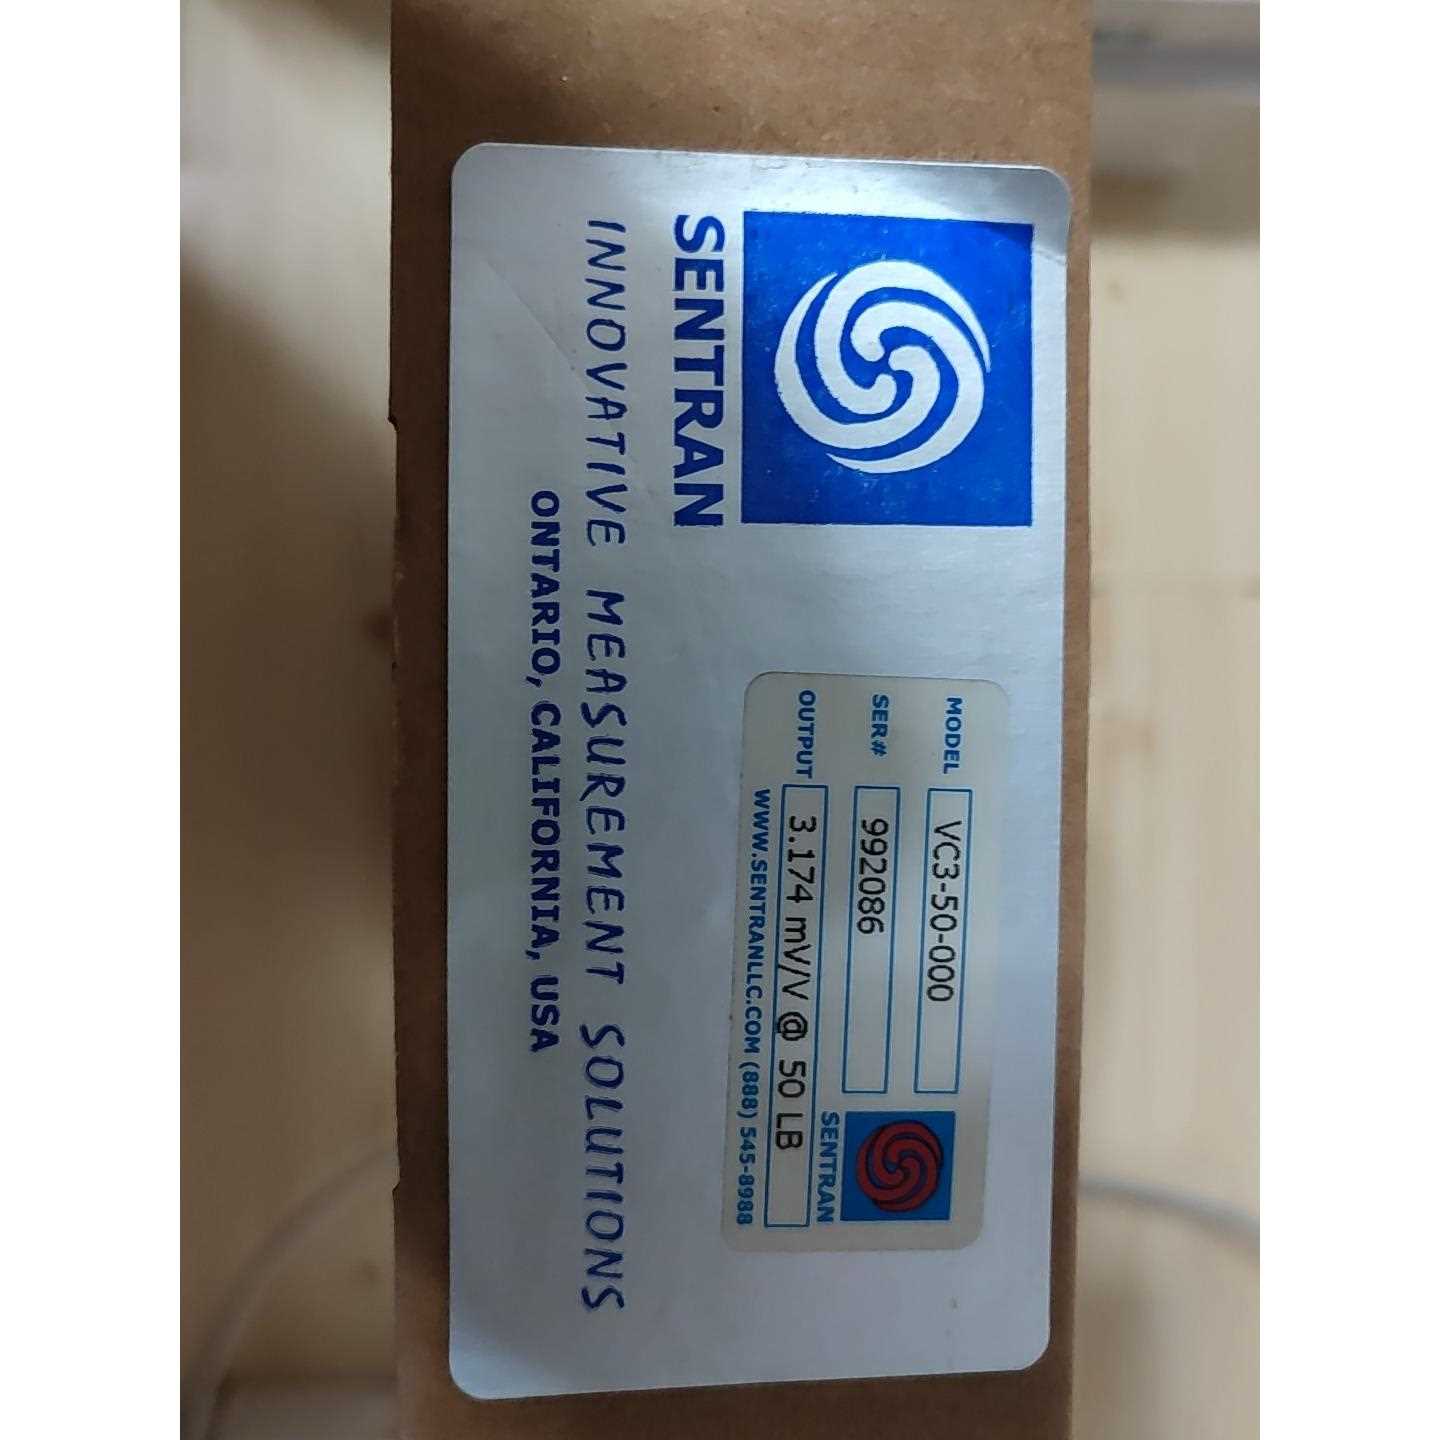 SENTRAN
INNOVATIVE MEASUREMENT SOLUTIONS
ONTARIO, CALIFORNIA, USA
MODEL VC3-50-000
SER# 992086
SENTRAN
OUTPUT 3.174 mV/V @ 50 LB
WWW.SENTRANLLC.COM (888) 545-8988